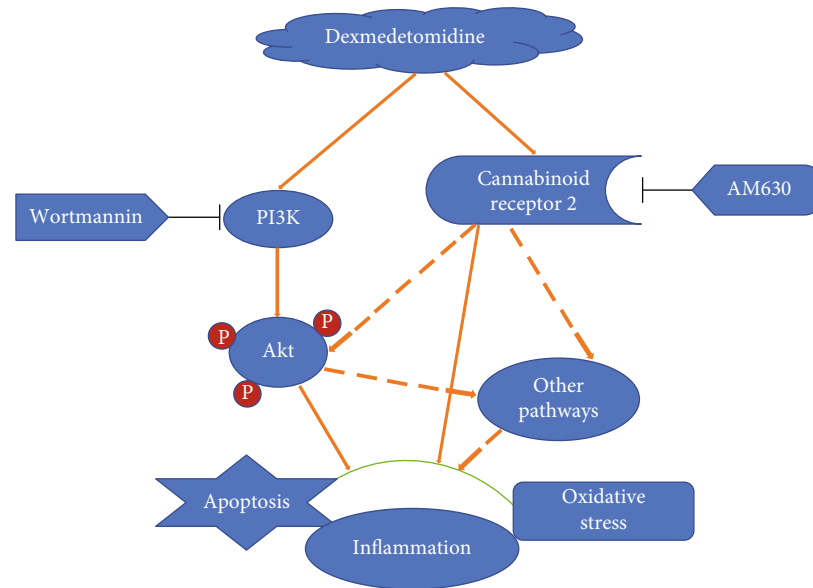 Dexmedetomidine
Cannabinoid
receptor 2
AM630
Wortmannin
PI3K
P
P
Akt
P
Other
pathways
Apoptosis
Oxidative
stress
Inflammation